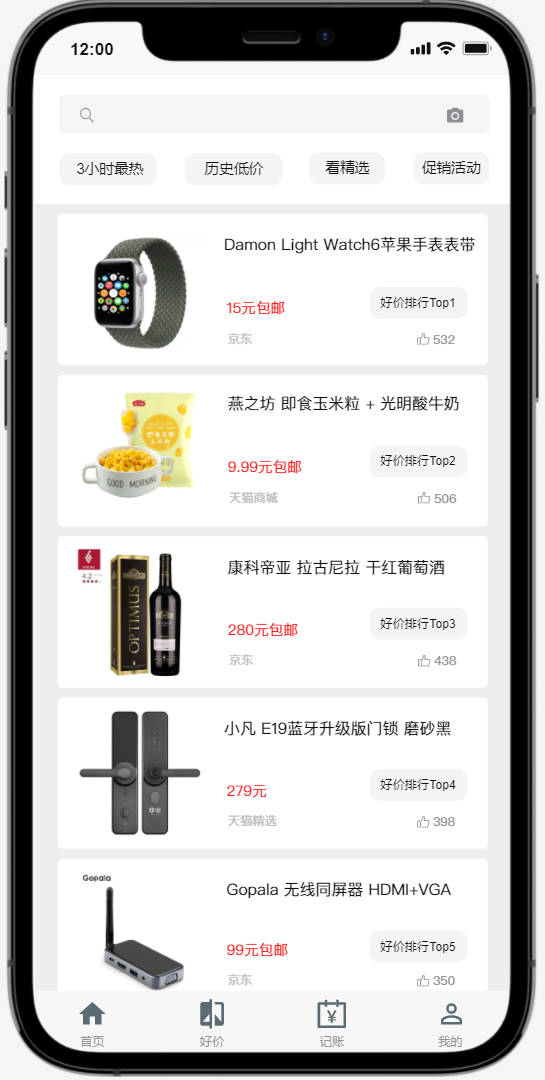 12:00
3小时最热 历史低价 看精选 促销活动
Damon Light Watch6苹果手表表带
15元包邮 好价排行Top1
京东 532
燕之坊 即食玉米粒 + 光明酸牛奶
GOOD MORNING
9.99元包邮 好价排行Top2
天猫商城 506
康科帝亚 拉古尼拉 干红葡萄酒
4.2
OPTIMUS
280元包邮 好价排行Top3
京东 438
小凡 E19蓝牙升级版门锁 磨砂黑
279元 好价排行Top4
天猫精选 398
Gopala
Gopala 无线同屏器 HDMI+VGA
99元包邮 好价排行Top5
京东 350
¥
首页 好价 记账 我的